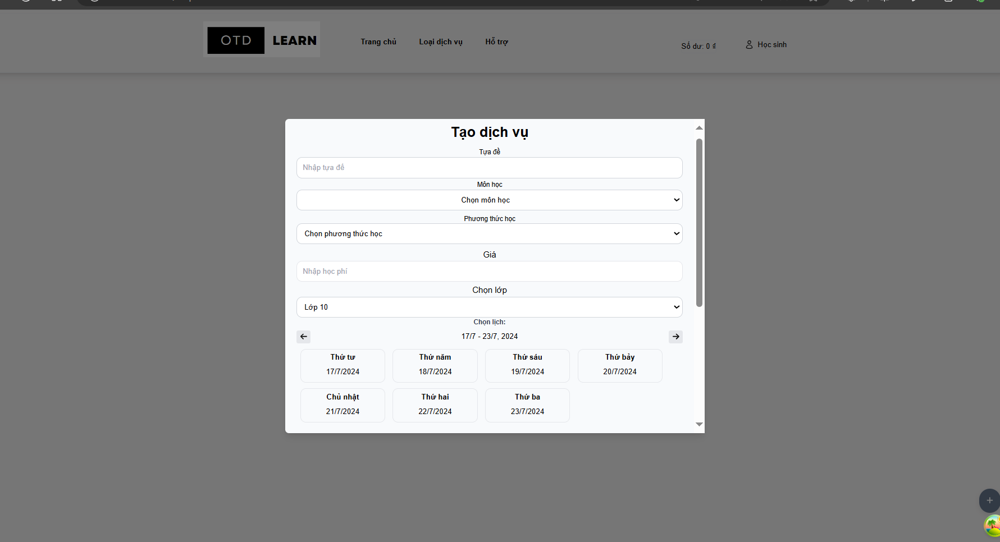 OTD LEARN
Trang chủ Loại dịch vụ Hỗ trợ Số dư: 0 ₫ Học sinh
Tạo dịch vụ
Tựa đề
Nhập tựa đề
Môn học
Chọn môn học
Phương thức học
Chọn phương thức học
Giá
Nhập học phí
Chọn lớp
Lớp 10
Chọn lịch:
17/7 - 23/7, 2024
Thứ tư Thứ năm Thứ sáu Thứ bảy
17/7/2024 18/7/2024 19/7/2024 20/7/2024
Chủ nhật Thứ hai Thứ ba
21/7/2024 22/7/2024 23/7/2024